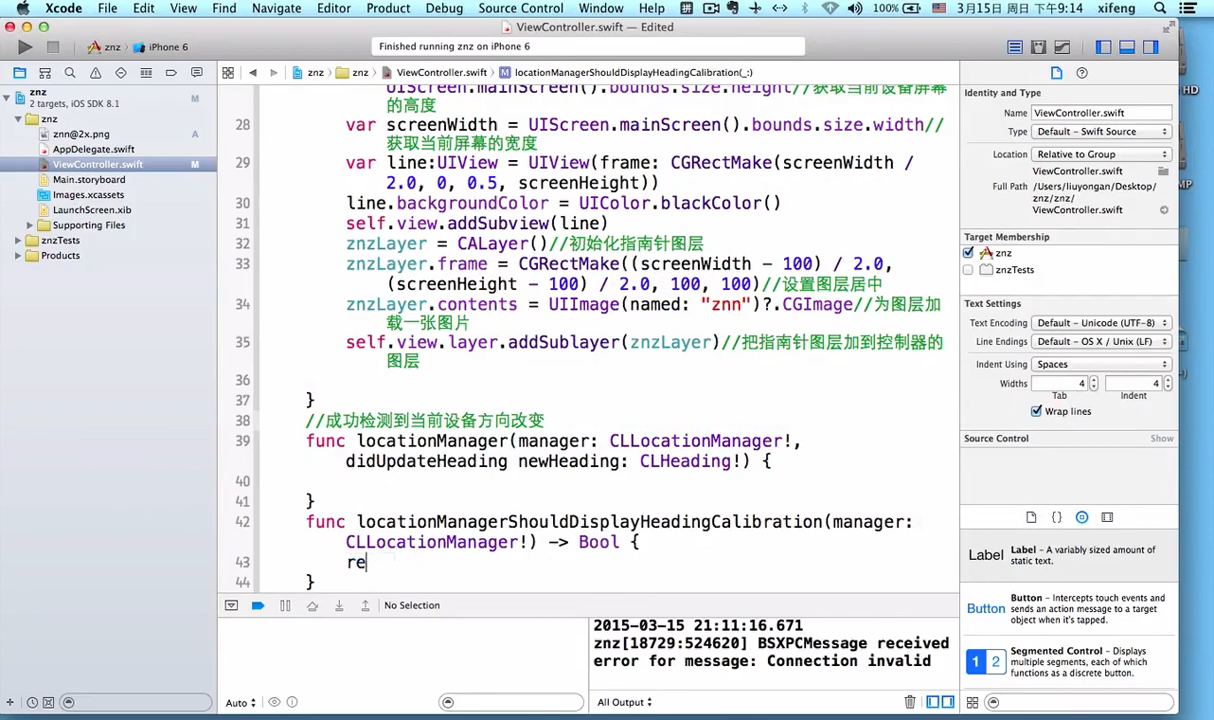 Xcode File Edit View Find Navigate Editor Product Debug Source Control Window Help 100% 3月15日 周日 下午9:14 xifeng
ViewController.swift — Edited
znz iPhone 6
Finished running znz on iPhone 6
znz znz ViewController.swift locationManagerShouldDisplayHeadingCalibration(_:)
znz
2 targets, iOS SDK 8.1
M
znz
znn@2x.png
A
AppDelegate.swift
ViewController.swift
M
Main.storyboard
Images.xcassets
LaunchScreen.xib
Supporting Files
znzTests
Products
UIScreen.mainScreen().bounds.size.height//获取当前设备屏幕
的高度
28 var screenWidth = UIScreen.mainScreen().bounds.size.width//
获取当前屏幕的宽度
29 var line:UIView = UIView(frame: CGRectMake(screenWidth /
2.0, 0, 0.5, screenHeight))
30 line.backgroundColor = UIColor.blackColor()
31 self.view.addSubview(line)
32 znzLayer = CALayer()//初始化指南针图层
33 znzLayer.frame = CGRectMake((screenWidth - 100) / 2.0,
(screenHeight - 100) / 2.0, 100, 100)//设置图层居中
34 znzLayer.contents = UIImage(named: "znn")?.CGImage//为图层加
载一张图片
35 self.view.layer.addSublayer(znzLayer)//把指南针图层加到控制器的
图层
36
37 }
38 //成功检测到当前设备方向改变
39 func locationManager(manager: CLLocationManager!,
didUpdateHeading newHeading: CLHeading!) {
40
41 }
42 func locationManagerShouldDisplayHeadingCalibration(manager:
CLLocationManager!) -> Bool {
43 re
44 }
No Selection
2015-03-15 21:11:16.671
znz[18729:524620] BSXPCMessage received
error for message: Connection invalid
Auto
All Output
Identity and Type
Name ViewController.swift
Type Default - Swift Source
Location Relative to Group
ViewController.swift
Full Path /Users/liuyongan/Desktop/
znz/znz/
ViewController.swift
Target Membership
znz
znzTests
Text Settings
Text Encoding Default - Unicode (UTF-8)
Line Endings Default - OS X / Unix (LF)
Indent Using Spaces
Widths 4 4
Tab Indent
Wrap lines
Source Control Show
Label
Label - A variably sized amount of
static text.
Button
Button - Intercepts touch events and
sends an action message to a target
object when it's tapped.
1 2
Segmented Control - Displays
multiple segments, each of which
functions as a discrete button.
HD